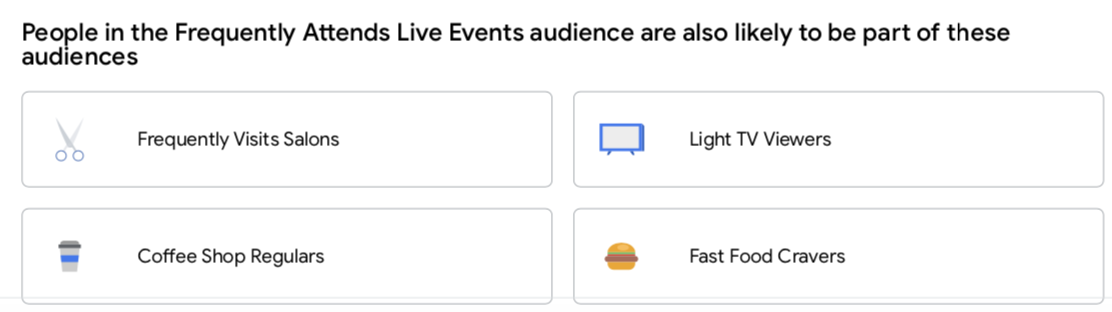 People in the Frequently Attends Live Events audience are also likely to be part of these
audiences
Frequently Visits Salons
Light TV Viewers
Coffee Shop Regulars
Fast Food Cravers